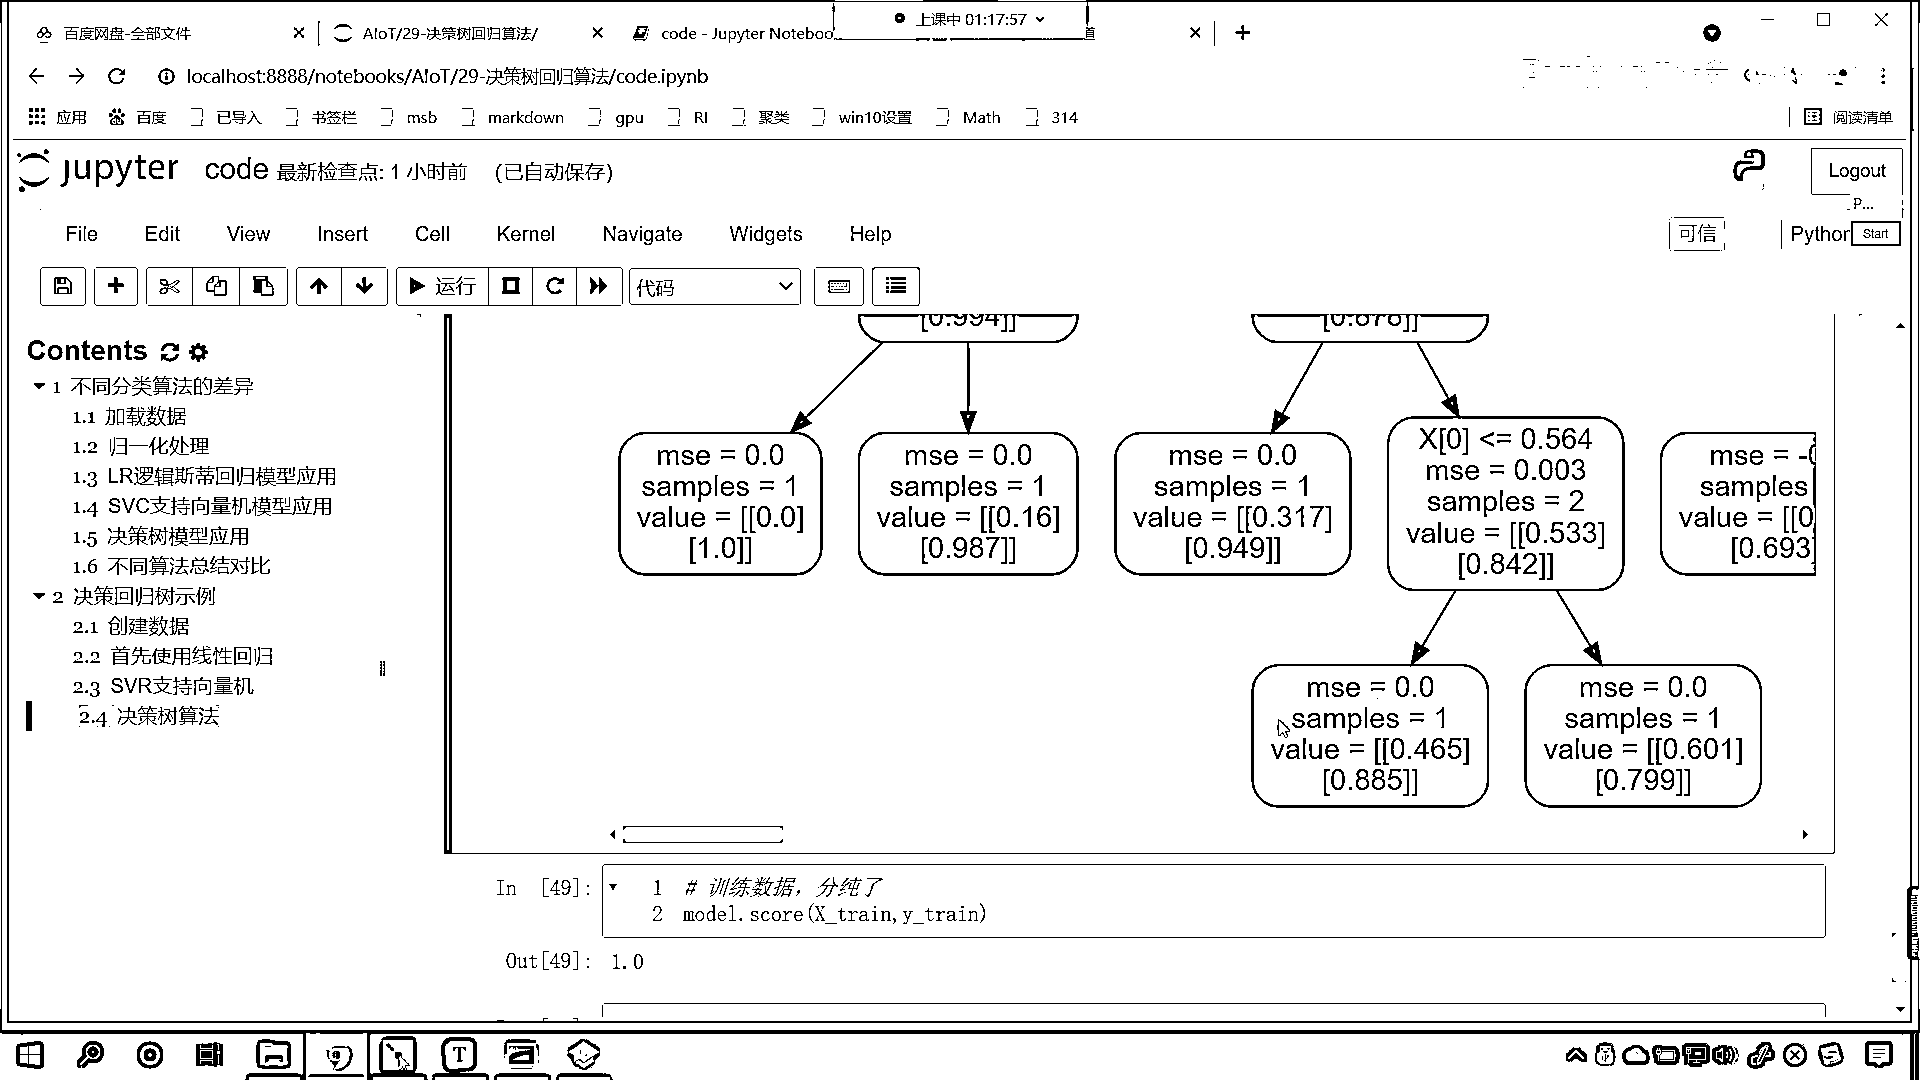 上课中 01:17:57
百度网盘-全部文件
AIoT/29-决策树回归算法/
code - Jupyter Noteboo
道
localhost:8888/notebooks/AIoT/29-决策树回归算法/code.ipynb
应用 百度 已导入 书签栏 msb markdown gpu RI 聚类 win10设置 Math 314 阅读清单
jupyter code 最新检查点: 1 小时前 (已自动保存)
Logout
P...
File Edit View Insert Cell Kernel Navigate Widgets Help 可信 Python Start
运行 代码
Contents
1 不同分类算法的差异
1.1 加载数据
1.2 归一化处理
1.3 LR逻辑斯蒂回归模型应用
1.4 SVC支持向量机模型应用
1.5 决策树模型应用
1.6 不同算法总结对比
2 决策回归树示例
2.1 创建数据
2.2 首先使用线性回归
2.3 SVR支持向量机
2.4 决策树算法
[0.994]]
[0.878]]
mse = 0.0
samples = 1
value = [[0.0]
[1.0]]
mse = 0.0
samples = 1
value = [[0.16]
[0.987]]
mse = 0.0
samples = 1
value = [[0.317]
[0.949]]
X[0] <= 0.564
mse = 0.003
samples = 2
value = [[0.533]
[0.842]]
mse = -0
samples
value = [[0
[0.693
mse = 0.0
samples = 1
value = [[0.465]
[0.885]]
mse = 0.0
samples = 1
value = [[0.601]
[0.799]]
In [49]:
1 # 训练数据，分纯了
2 model.score(X_train,y_train)
Out[49]: 1.0